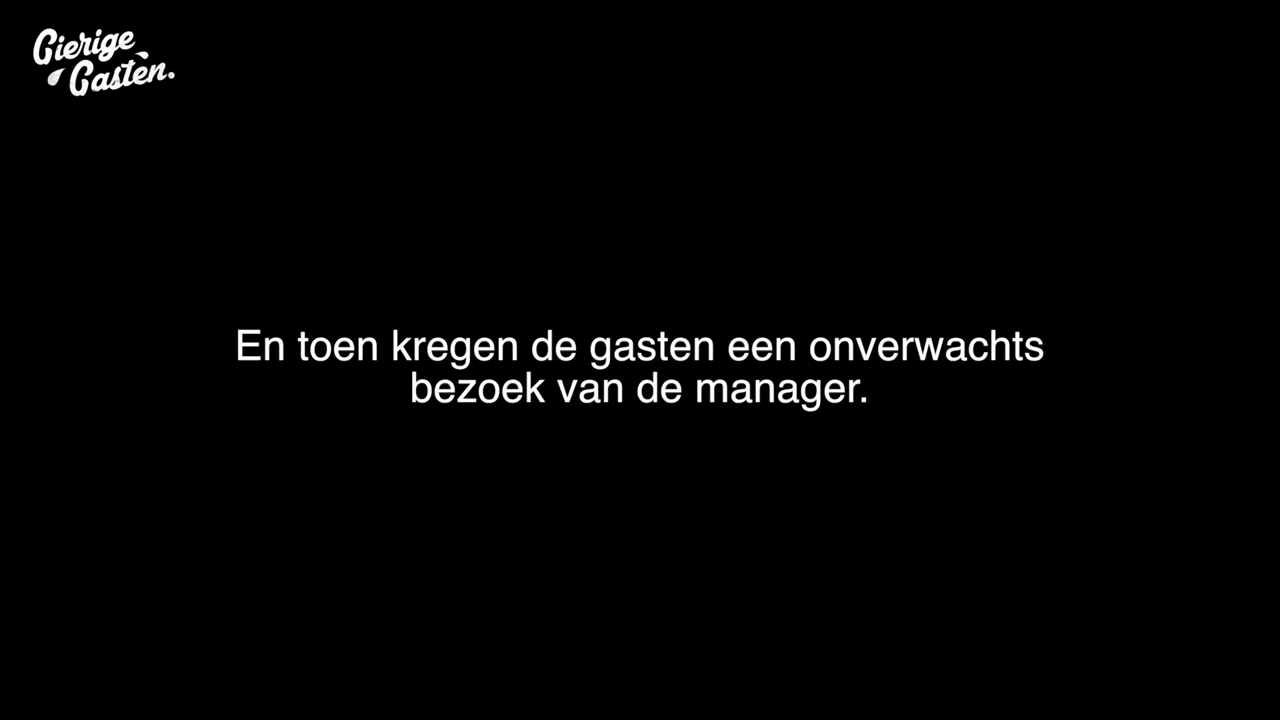 Gierige
Gasten.
En toen kregen de gasten een onverwachts
bezoek van de manager.